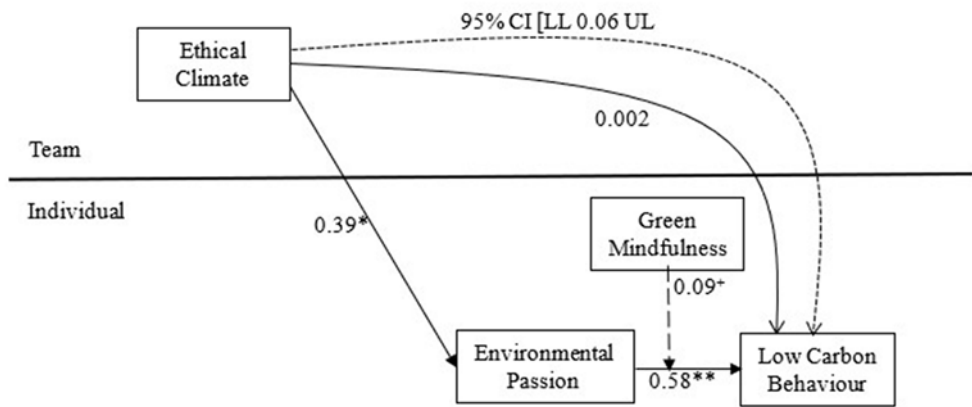 95% CI [LL 0.06 UL
Ethical
Climate
0.002
Team
Individual
0.39*
Green
Mindfulness
0.09+
Environmental
Passion
0.58**
Low Carbon
Behaviour